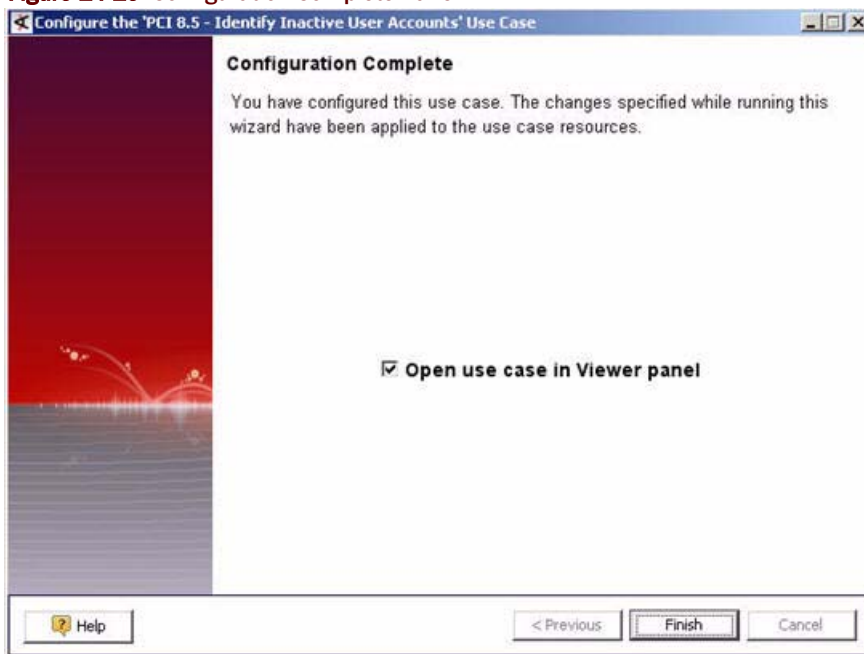 Configure the 'PCI 8.5 - Identify Inactive User Accounts' Use Case
Configuration Complete
You have configured this use case. The changes specified while running this
wizard have been applied to the use case resources.
Open use case in Viewer panel
Help
< Previous
Finish
Cancel